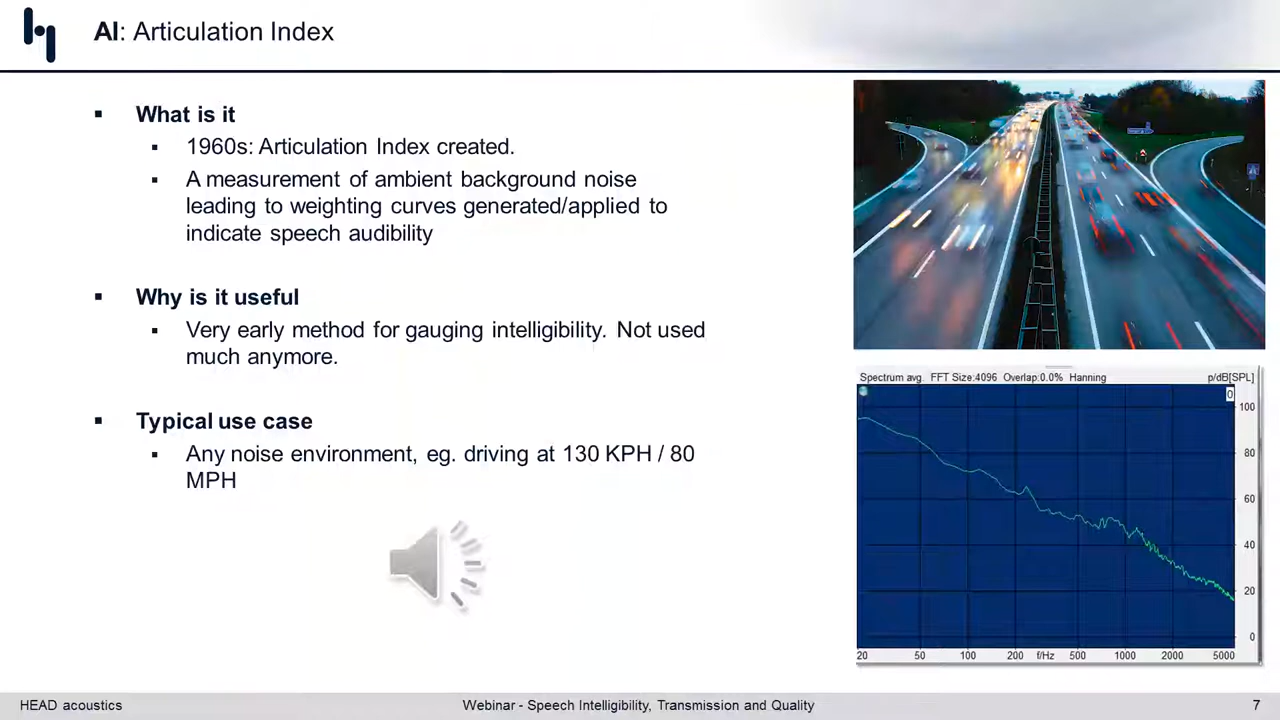 AI: Articulation Index
What is it
1960s: Articulation Index created.
A measurement of ambient background noise
leading to weighting curves generated/applied to
indicate speech audibility
Why is it useful
Very early method for gauging intelligibility. Not used
much anymore.
Typical use case
Any noise environment, eg. driving at 130 KPH / 80
MPH
Spectrum avg. FFT Size:4096 Overlap:0.0% Hanning p/dB[SPL]
0
100
80
60
40
20
0
20 50 100 200 f/Hz 500 1000 2000 5000
HEAD acoustics Webinar - Speech Intelligibility, Transmission and Quality 7